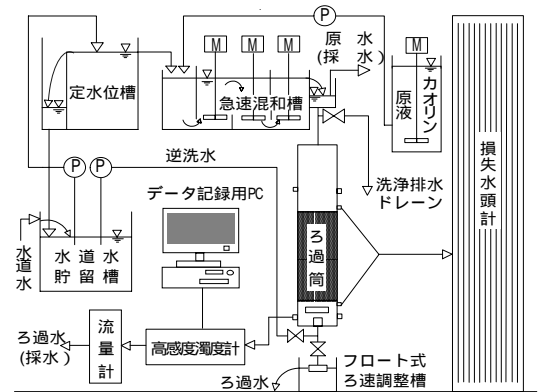 P
M
M
M
原 水
(採 水)
M
定水位槽
急速混和槽
原液
カオリン
逆洗水
P
P
洗浄排水
ドレーン
損失水頭計
データ記録用PC
水道水
水 道 水
貯 留 槽
ろ過筒
ろ過水
(採水)
流量計
高感度濁度計
フロート式
ろ速調整槽
ろ過水